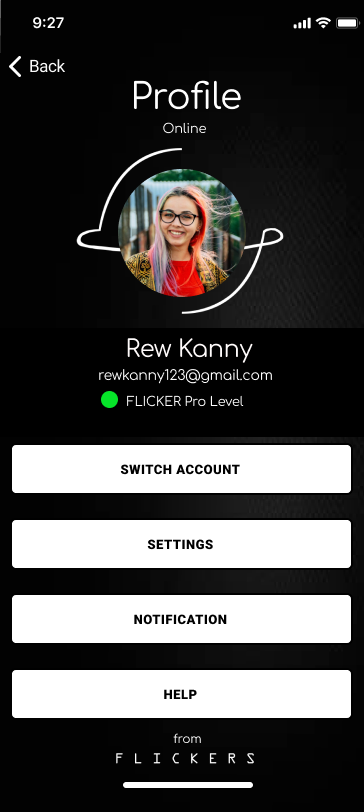 9:27
Back
Profile
Online
Rew Kanny
rewkanny123@gmail.com
FLICKER Pro Level
SWITCH ACCOUNT
SETTINGS
NOTIFICATION
HELP
from
FLICKERS